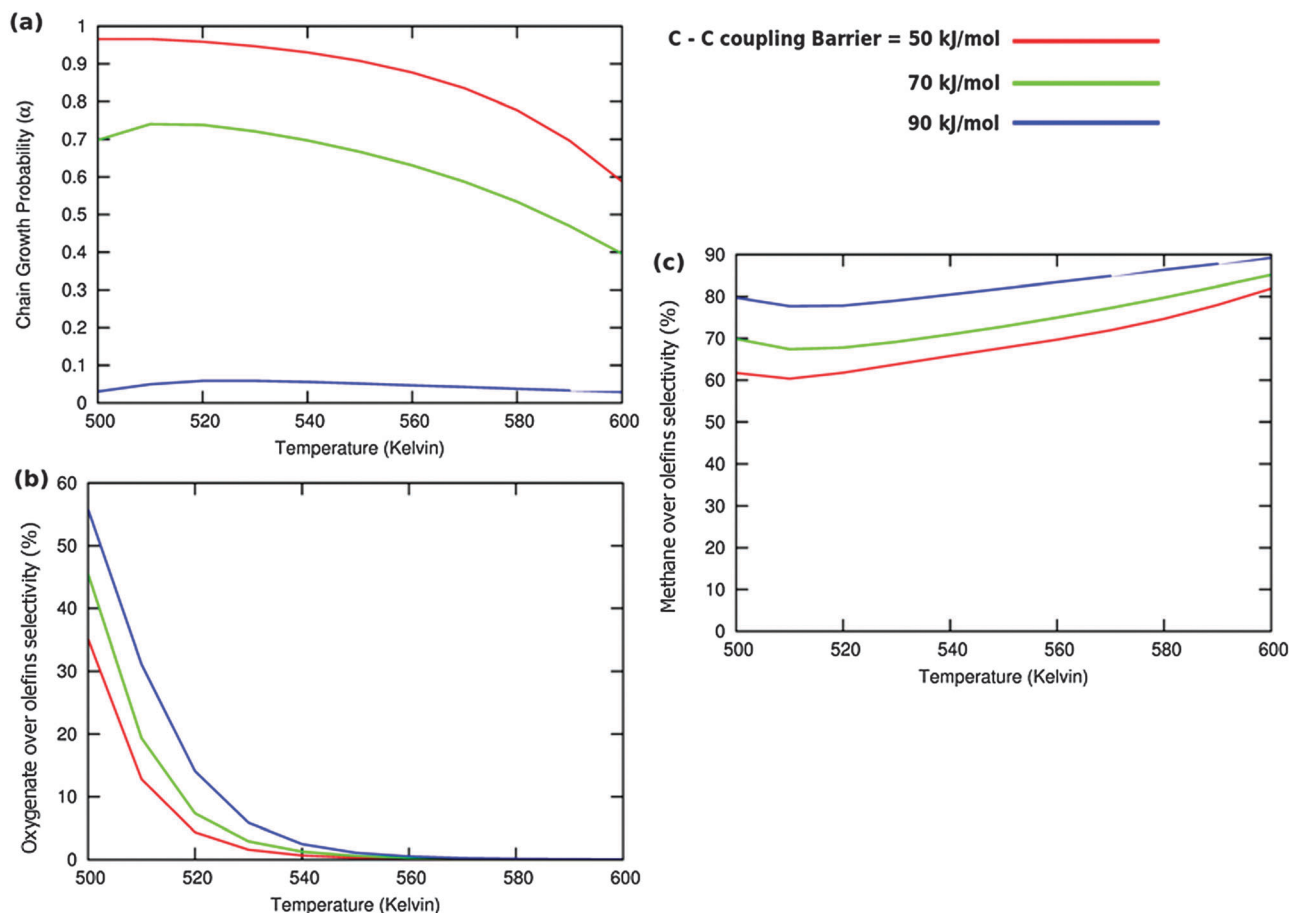 (a)
Chain Growth Probability (α)
1
0.9
0.8
0.7
0.6
0.5
0.4
0.3
0.2
0.1
0
500 520 540 560 580 600
Temperature (Kelvin)
C - C coupling Barrier = 50 kJ/mol
70 kJ/mol
90 kJ/mol
(b)
Oxygenate over olefins selectivity (%)
60
50
40
30
20
10
0
500 520 540 560 580 600
Temperature (Kelvin)
(c)
Methane over olefins selectivity (%)
90
80
70
60
50
40
30
20
10
0
500 520 540 560 580 600
Temperature (Kelvin)